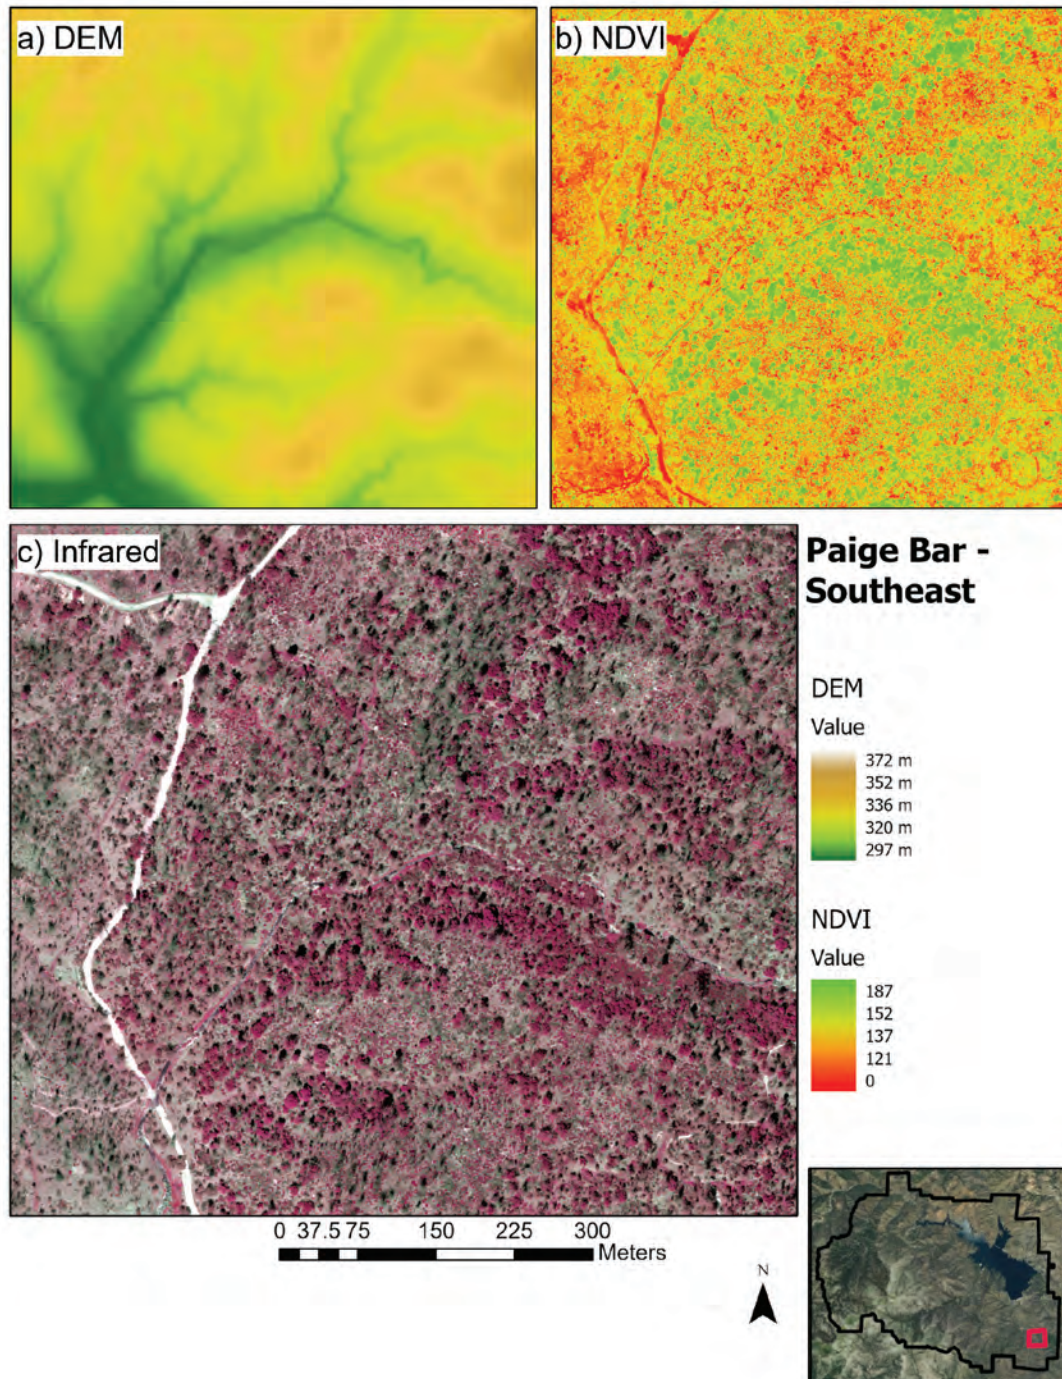 a) DEM
b) NDVI
c) Infrared
Paige Bar -
Southeast
DEM
Value
372 m
352 m
336 m
320 m
297 m
NDVI
Value
187
152
137
121
0
0 37.5 75 150 225 300
Meters
N